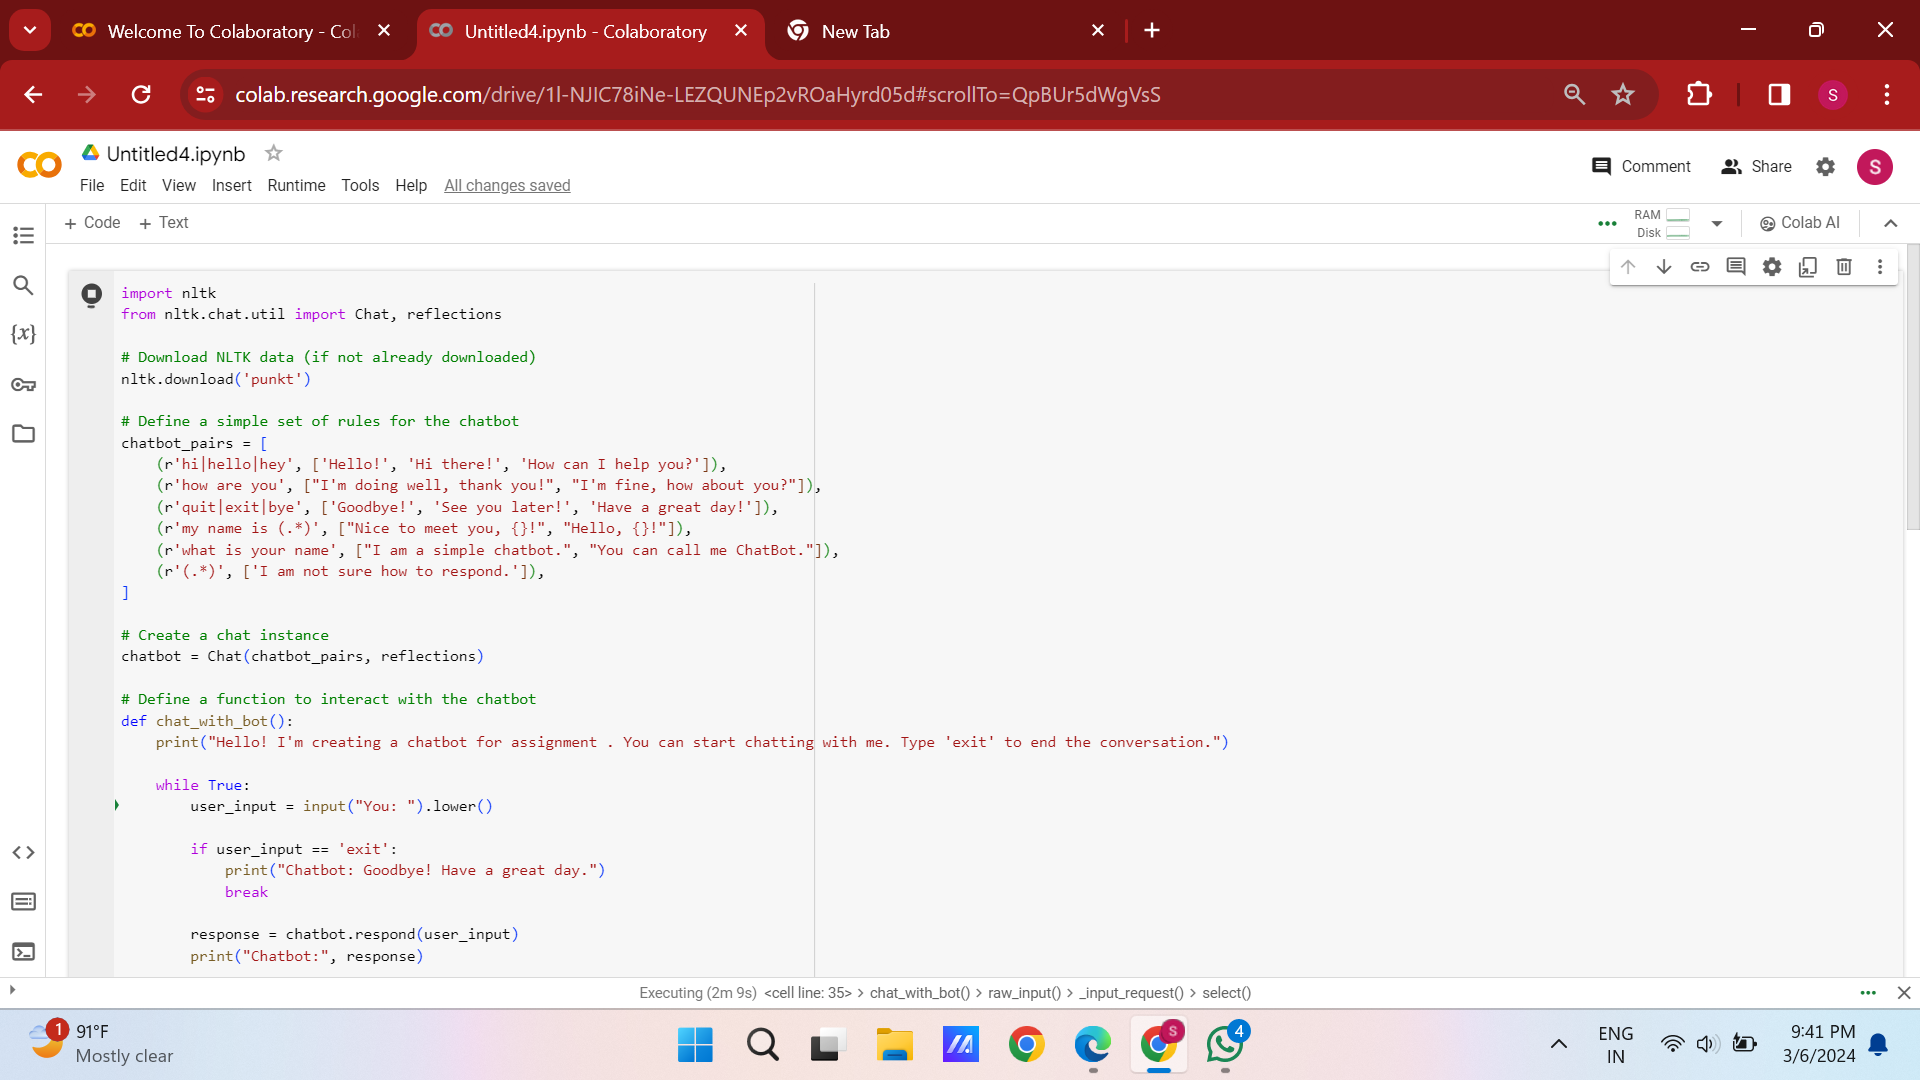 Welcome To Colaboratory - Col
Untitled4.ipynb - Colaboratory
New Tab
colab.research.google.com/drive/1l-NJIC78iNe-LEZQUNEp2vROaHyrd05d#scrollTo=QpBUr5dWgVsS
S
Untitled4.ipynb
File Edit View Insert Runtime Tools Help All changes saved
Comment Share S
+ Code + Text
RAM
Disk
Colab AI
{x}
import nltk
from nltk.chat.util import Chat, reflections
# Download NLTK data (if not already downloaded)
nltk.download('punkt')
# Define a simple set of rules for the chatbot
chatbot_pairs = [
(r'hi|hello|hey', ['Hello!', 'Hi there!', 'How can I help you?']),
(r'how are you', ["I'm doing well, thank you!", "I'm fine, how about you?"]),
(r'quit|exit|bye', ['Goodbye!', 'See you later!', 'Have a great day!']),
(r'my name is (.*)', ["Nice to meet you, {}!", "Hello, {}!"]),
(r'what is your name', ["I am a simple chatbot.", "You can call me ChatBot."]),
(r'(.*)', ['I am not sure how to respond.']),
]
# Create a chat instance
chatbot = Chat(chatbot_pairs, reflections)
# Define a function to interact with the chatbot
def chat_with_bot():
print("Hello! I'm creating a chatbot for assignment . You can start chatting with me. Type 'exit' to end the conversation.")
while True:
user_input = input("You: ").lower()
if user_input == 'exit':
print("Chatbot: Goodbye! Have a great day.")
break
response = chatbot.respond(user_input)
print("Chatbot:", response)
Executing (2m 9s) <cell line: 35> > chat_with_bot() > raw_input() > _input_request() > select()
1
91°F
Mostly clear
S
4
ENG
IN
9:41 PM
3/6/2024